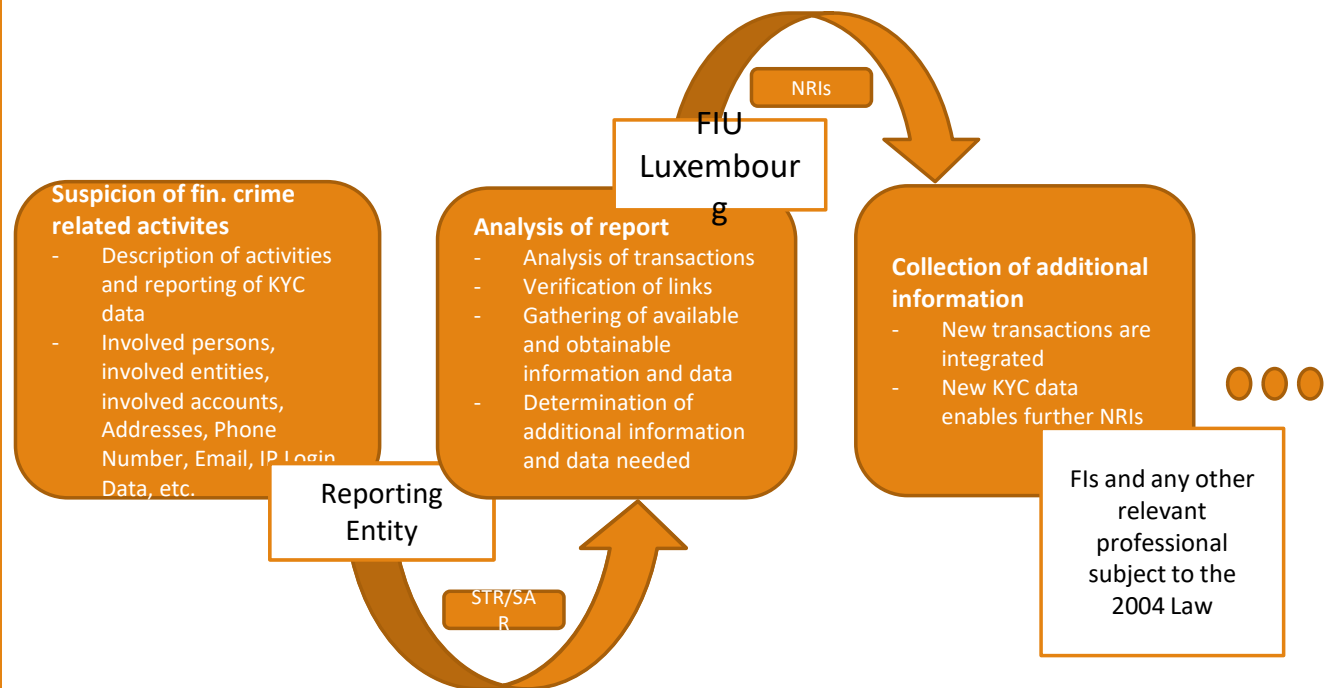 Suspicion of fin. crime
related activites
- Description of activities
and reporting of KYC
data
- Involved persons,
involved entities,
involved accounts,
Addresses, Phone
Number, Email, IP Login
Data, etc.
Reporting
Entity
STR/SA
R
Analysis of report
- Analysis of transactions
- Verification of links
- Gathering of available
and obtainable
information and data
- Determination of
additional information
and data needed
FIU
Luxembour
g
NRIs
Collection of additional
information
- New transactions are
integrated
- New KYC data
enables further NRIs
FIs and any other
relevant
professional
subject to the
2004 Law